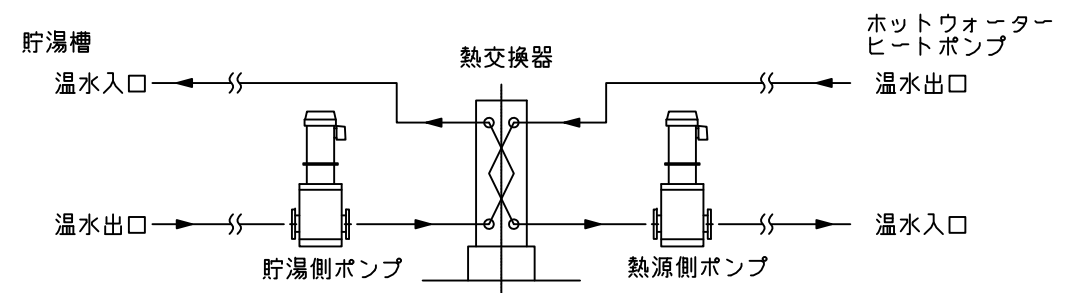 ホットウォーター
ヒートポンプ
貯湯槽
熱交換器
温水入口
温水出口
温水出口
温水入口
貯湯側ポンプ
熱源側ポンプ